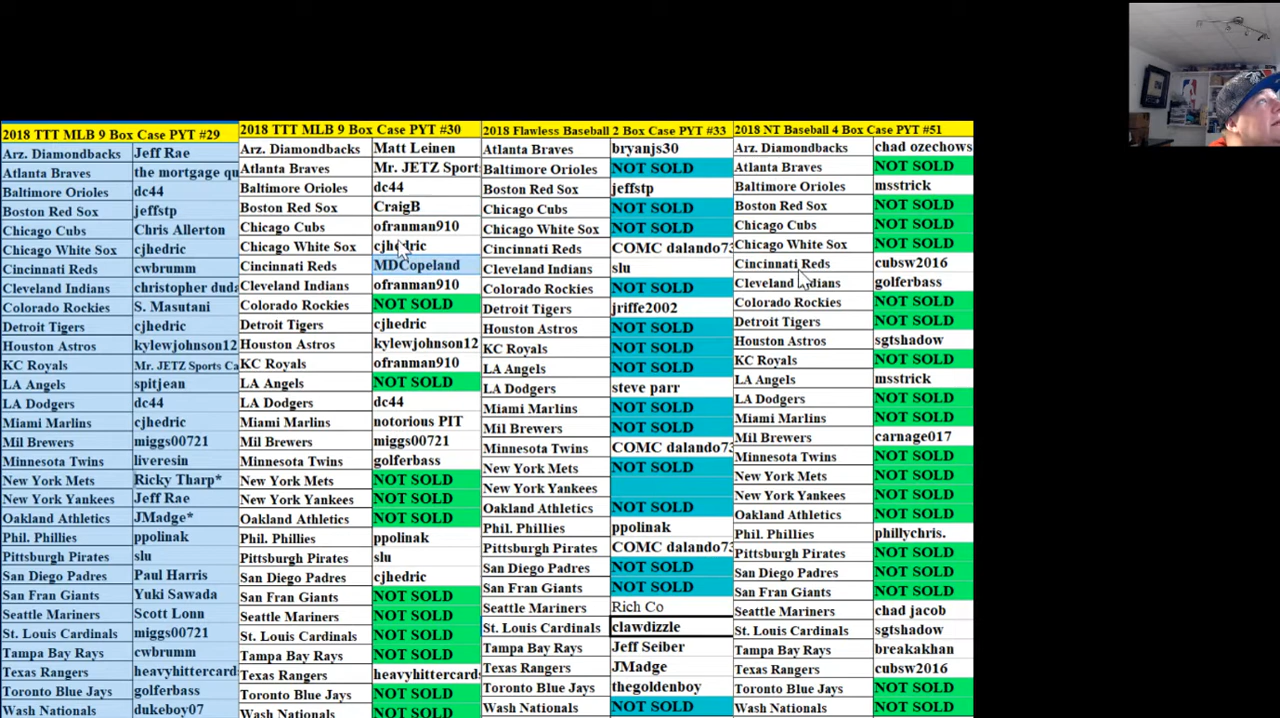 2018 TTT MLB 9 Box Case PYT #29
Arz. Diamondbacks Jeff Rae
Atlanta Braves the mortgage qu
Baltimore Orioles dc44
Boston Red Sox jeffstp
Chicago Cubs Chris Allerton
Chicago White Sox cjhedric
Cincinnati Reds cwbrumm
Cleveland Indians christopher duda
Colorado Rockies S. Masutani
Detroit Tigers cjhedric
Houston Astros kylewjohnson12
KC Royals Mr. JETZ Sports Ca
LA Angels spitjean
LA Dodgers dc44
Miami Marlins cjhedric
Mil Brewers miggs00721
Minnesota Twins liveresin
New York Mets Ricky Tharp*
New York Yankees Jeff Rae
Oakland Athletics JMadge*
Phil. Phillies ppolinak
Pittsburgh Pirates slu
San Diego Padres Paul Harris
San Fran Giants Yuki Sawada
Seattle Mariners Scott Lonn
St. Louis Cardinals miggs00721
Tampa Bay Rays cwbrumm
Texas Rangers heavyhittercard
Toronto Blue Jays golferbass
Wash Nationals dukeboy07
2018 TTT MLB 9 Box Case PYT #30
Arz. Diamondbacks Matt Leinen
Atlanta Braves Mr. JETZ Sport
Baltimore Orioles dc44
Boston Red Sox CraigB
Chicago Cubs ofranman910
Chicago White Sox cjhedric
Cincinnati Reds MDCopeland
Cleveland Indians ofranman910
Colorado Rockies NOT SOLD
Detroit Tigers cjhedric
Houston Astros kylewjohnson12
KC Royals ofranman910
LA Angels NOT SOLD
LA Dodgers dc44
Miami Marlins notorious PIT
Mil Brewers miggs00721
Minnesota Twins golferbass
New York Mets NOT SOLD
New York Yankees NOT SOLD
Oakland Athletics NOT SOLD
Phil. Phillies ppolinak
Pittsburgh Pirates slu
San Diego Padres cjhedric
San Fran Giants NOT SOLD
Seattle Mariners NOT SOLD
St. Louis Cardinals NOT SOLD
Tampa Bay Rays NOT SOLD
Texas Rangers heavyhittercards
Toronto Blue Jays NOT SOLD
Wash Nationals NOT SOLD
2018 Flawless Baseball 2 Box Case PYT #33
Atlanta Braves bryanjs30
Baltimore Orioles NOT SOLD
Boston Red Sox jeffstp
Chicago Cubs NOT SOLD
Chicago White Sox NOT SOLD
Cincinnati Reds COMC dalando73
Cleveland Indians slu
Colorado Rockies NOT SOLD
Detroit Tigers jriffe2002
Houston Astros NOT SOLD
KC Royals NOT SOLD
LA Angels NOT SOLD
LA Dodgers steve parr
Miami Marlins NOT SOLD
Mil Brewers NOT SOLD
Minnesota Twins COMC dalando73
New York Mets NOT SOLD
New York Yankees
Oakland Athletics NOT SOLD
Phil. Phillies ppolinak
Pittsburgh Pirates COMC dalando73
San Diego Padres NOT SOLD
San Fran Giants NOT SOLD
Seattle Mariners Rich Co
St. Louis Cardinals clawdizzle
Tampa Bay Rays Jeff Seiber
Texas Rangers JMadge
Toronto Blue Jays thegoldenboy
Wash Nationals NOT SOLD
2018 NT Baseball 4 Box Case PYT #51
Arz. Diamondbacks chad ozechows
Atlanta Braves NOT SOLD
Baltimore Orioles msstrick
Boston Red Sox NOT SOLD
Chicago Cubs NOT SOLD
Chicago White Sox NOT SOLD
Cincinnati Reds cubsw2016
Cleveland Indians golferbass
Colorado Rockies NOT SOLD
Detroit Tigers NOT SOLD
Houston Astros sgtshadow
KC Royals NOT SOLD
LA Angels msstrick
LA Dodgers NOT SOLD
Miami Marlins NOT SOLD
Mil Brewers carnage017
Minnesota Twins NOT SOLD
New York Mets NOT SOLD
New York Yankees NOT SOLD
Oakland Athletics NOT SOLD
Phil. Phillies phillychris.
Pittsburgh Pirates NOT SOLD
San Diego Padres NOT SOLD
San Fran Giants NOT SOLD
Seattle Mariners chad jacob
St. Louis Cardinals sgtshadow
Tampa Bay Rays breakakhan
Texas Rangers cubsw2016
Toronto Blue Jays NOT SOLD
Wash Nationals NOT SOLD